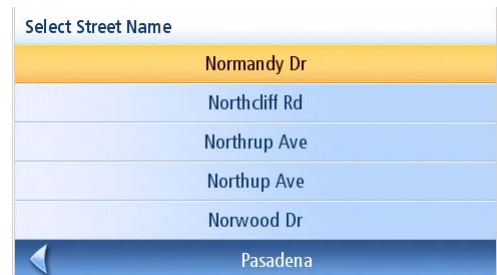 Select Street Name
Normandy Dr
Northcliff Rd
Northrup Ave
Northup Ave
Norwood Dr
Pasadena